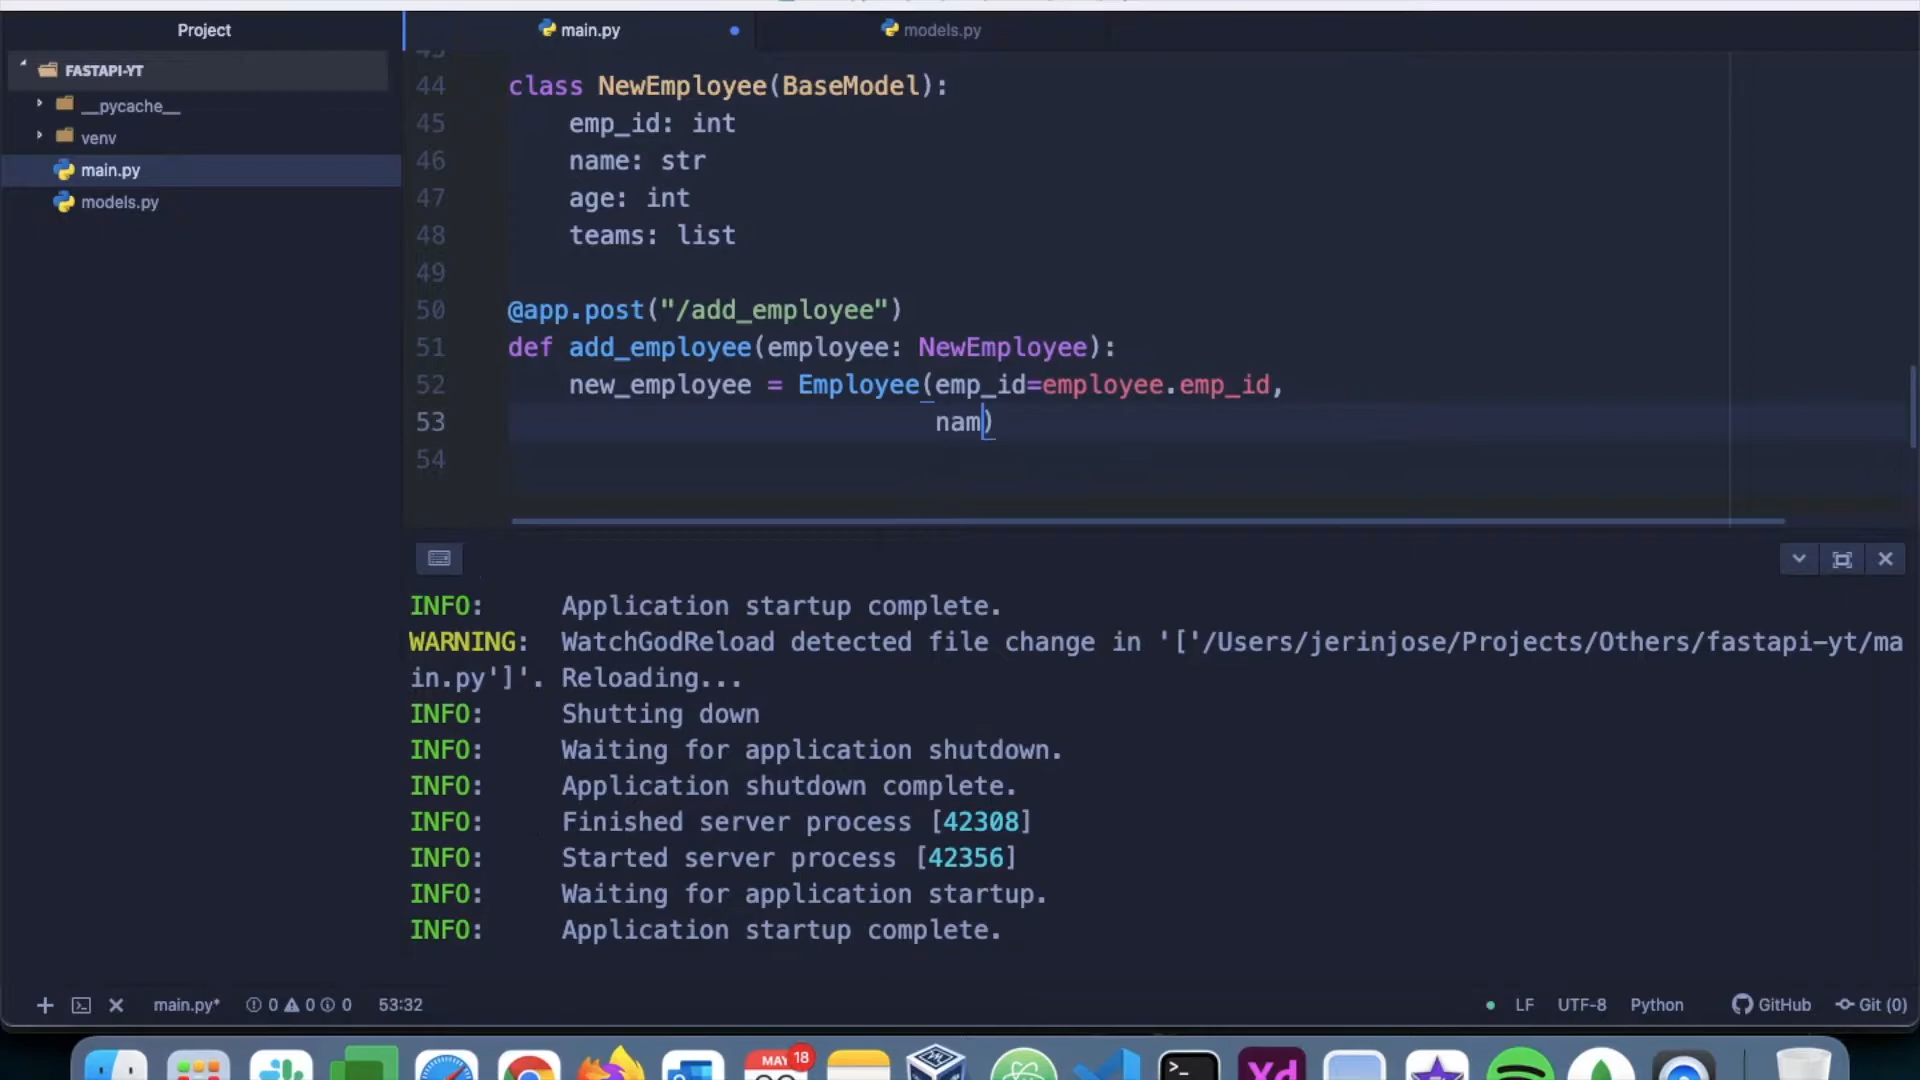 Project
main.py
models.py
FASTAPI-YT
__pycache__
venv
main.py
models.py
43
44 class NewEmployee(BaseModel):
45 emp_id: int
46 name: str
47 age: int
48 teams: list
49
50 @app.post("/add_employee")
51 def add_employee(employee: NewEmployee):
52 new_employee = Employee(emp_id=employee.emp_id,
53 nam)
54
INFO: Application startup complete.
WARNING: WatchGodReload detected file change in '['/Users/jerinjose/Projects/Others/fastapi-yt/ma
in.py']'. Reloading...
INFO: Shutting down
INFO: Waiting for application shutdown.
INFO: Application shutdown complete.
INFO: Finished server process [42308]
INFO: Started server process [42356]
INFO: Waiting for application startup.
INFO: Application startup complete.
main.py* 0 0 0 53:32 LF UTF-8 Python GitHub Git (0)
MAY 18
Xd